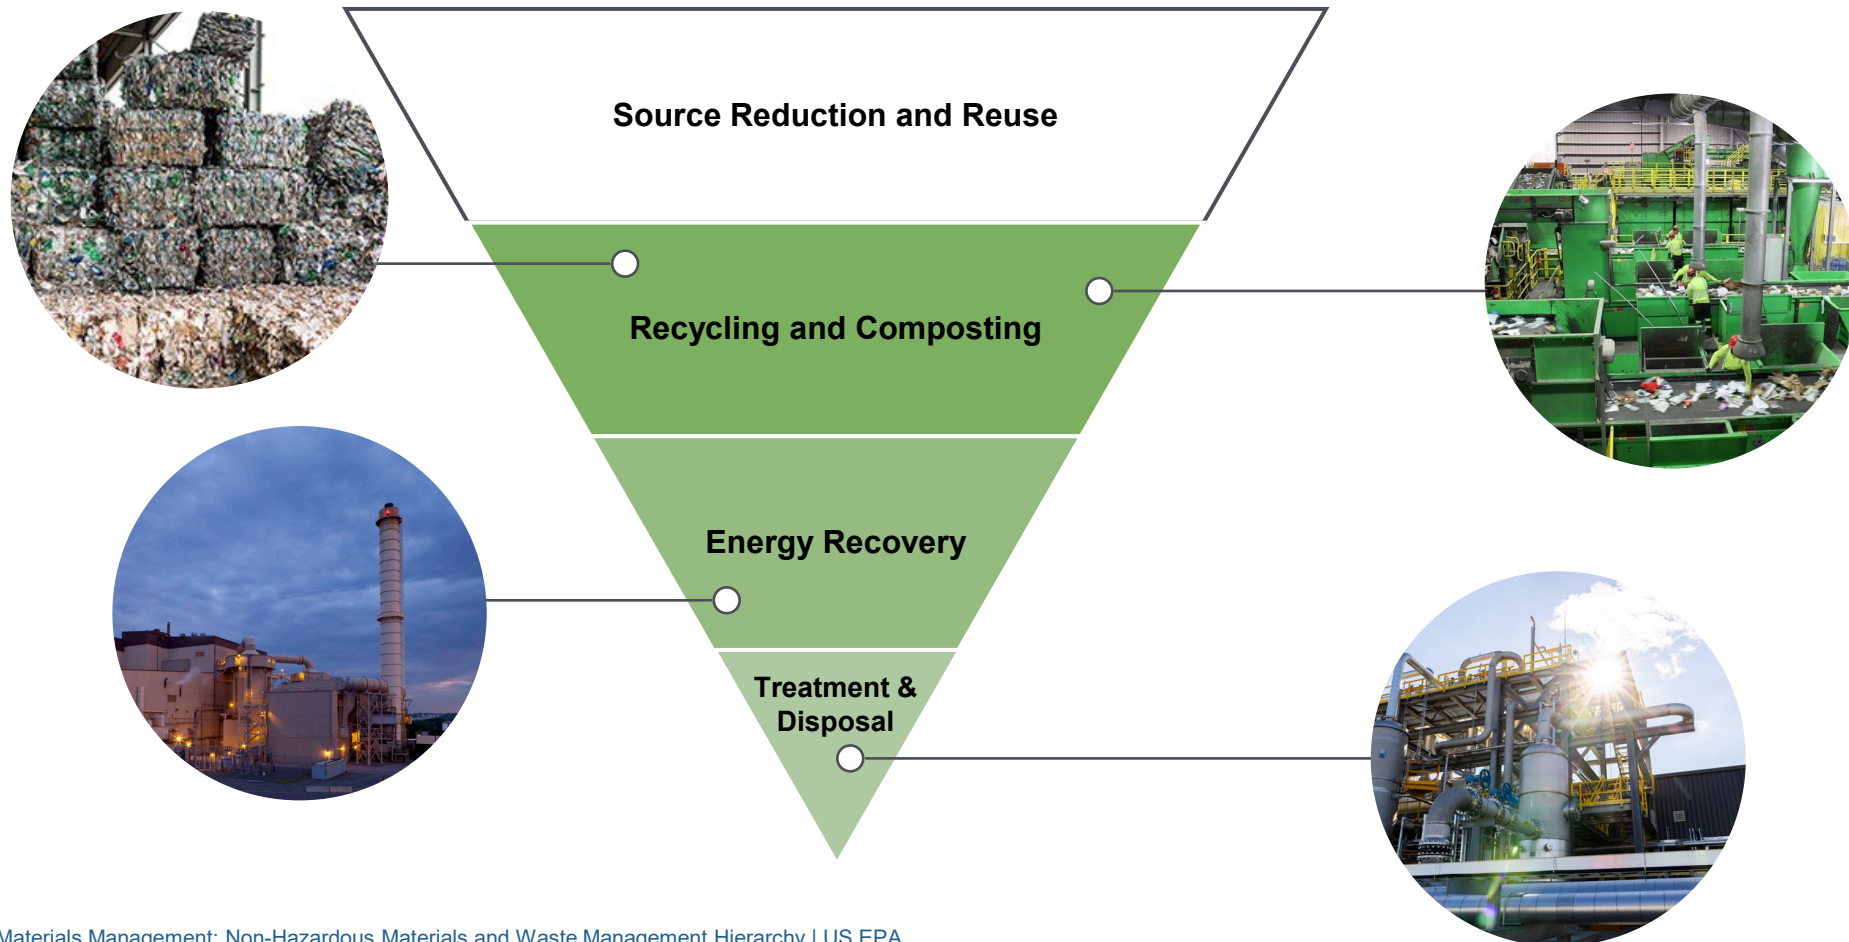 Source Reduction and Reuse
Recycling and Composting
Energy Recovery
Treatment &
Disposal
Materials Management: Non-Hazardous Materials and Waste Management Hierarchy | US EPA